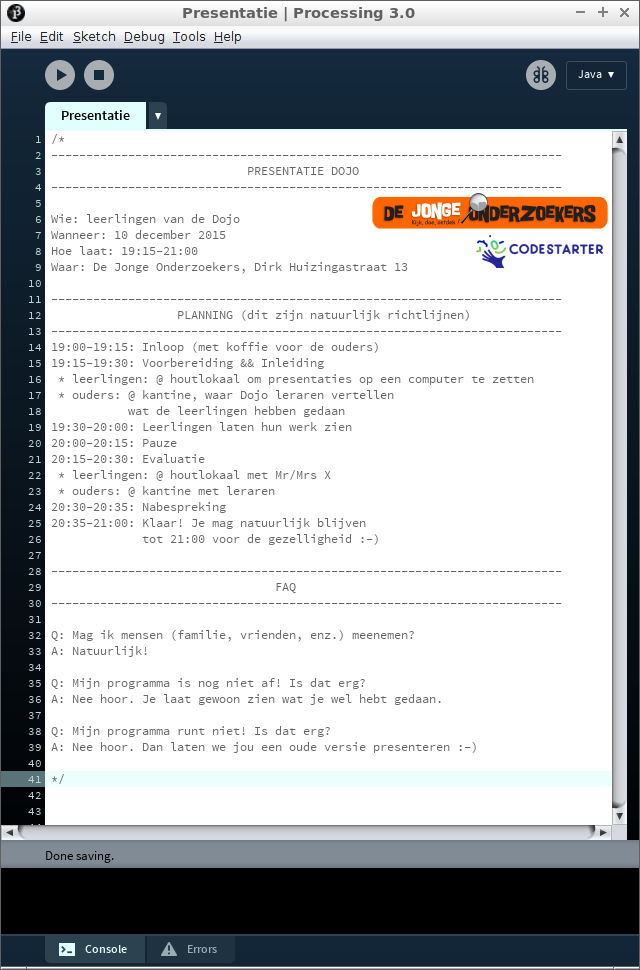 Presentatie | Processing 3.0
File Edit Sketch Debug Tools Help
Java ▾
Presentatie ▾
1 /*
2 -------------------------------------------------------------------------
3 PRESENTATIE DOJO
4 -------------------------------------------------------------------------
5
DE JONGE ONDERZOEKERS
Kijk, doe, ontdek!
6 Wie: leerlingen van de Dojo
7 Wanneer: 10 december 2015
8 Hoe laat: 19:15-21:00
CODESTARTER
9 Waar: De Jonge Onderzoekers, Dirk Huizingastraat 13
10
11 -------------------------------------------------------------------------
12 PLANNING (dit zijn natuurlijk richtlijnen)
13 -------------------------------------------------------------------------
14 19:00-19:15: Inloop (met koffie voor de ouders)
15 19:15-19:30: Voorbereiding && Inleiding
16 * leerlingen: @ houtlokaal om presentaties op een computer te zetten
17 * ouders: @ kantine, waar Dojo leraren vertellen
18 wat de leerlingen hebben gedaan
19 19:30-20:00: Leerlingen laten hun werk zien
20 20:00-20:15: Pauze
21 20:15-20:30: Evaluatie
22 * leerlingen: @ houtlokaal met Mr/Mrs X
23 * ouders: @ kantine met leraren
24 20:30-20:35: Nabespreking
25 20:35-21:00: Klaar! Je mag natuurlijk blijven
26 tot 21:00 voor de gezelligheid :-)
27
28 -------------------------------------------------------------------------
29 FAQ
30 -------------------------------------------------------------------------
31
32 Q: Mag ik mensen (familie, vrienden, enz.) meenemen?
33 A: Natuurlijk!
34
35 Q: Mijn programma is nog niet af! Is dat erg?
36 A: Nee hoor. Je laat gewoon zien wat je wel hebt gedaan.
37
38 Q: Mijn programma runt niet! Is dat erg?
39 A: Nee hoor. Dan laten we jou een oude versie presenteren :-)
40
41 */
42
43
Done saving.
Console Errors